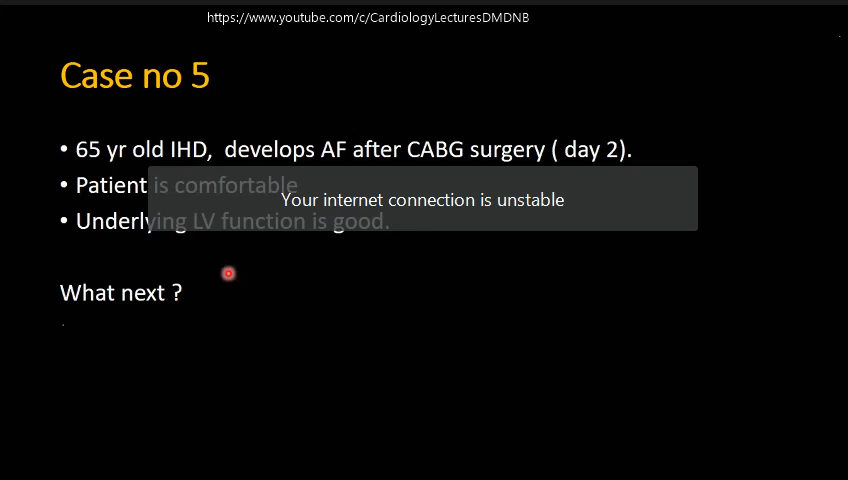 https://www.youtube.com/c/CardiologyLecturesDMDNB
Case no 5
• 65 yr old IHD,  develops AF after CABG surgery ( day 2).
• Patient is comfortable
Your internet connection is unstable
• Underlying LV function is good.
What next ?